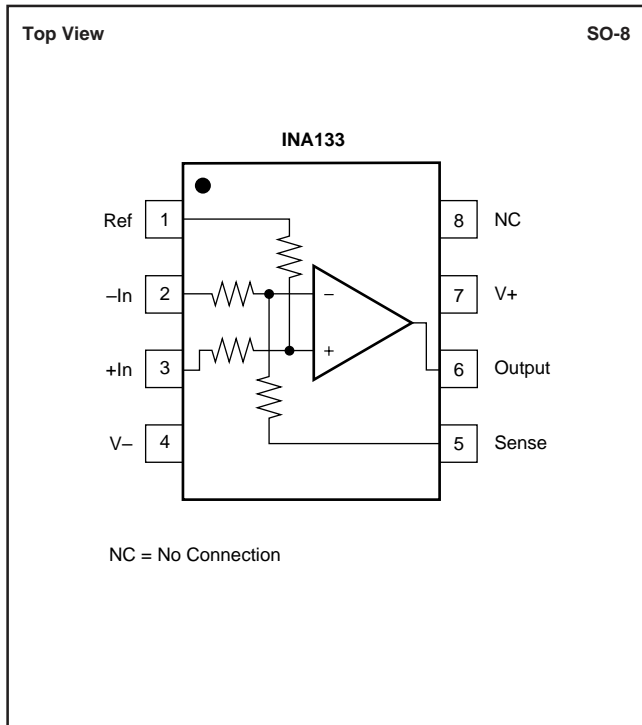 Top View SO-8
INA133
Ref 1 8 NC
–In 2 – 7 V+
+In 3 + 6 Output
V– 4 5 Sense
NC = No Connection